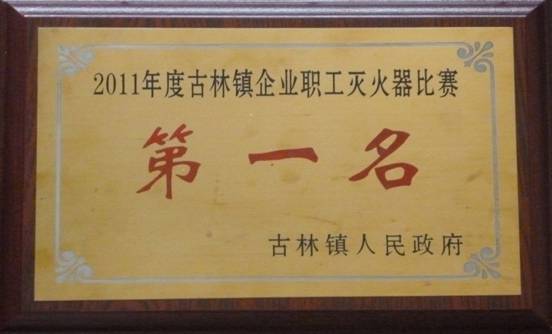 2011年度古林镇企业职工灭火器比赛
第一名
古林镇人民政府